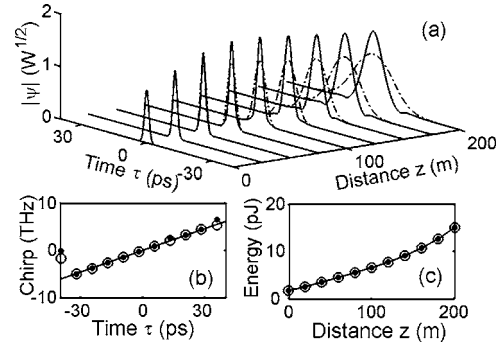 (a)
|ψ| (W^1/2)
2
1
0
30
0
-30
Time τ (ps)
0
100
200
Distance z (m)
Chirp (THz)
10
0
-10
-30
0
30
(b)
Time τ (ps)
Energy (pJ)
20
10
0
0
100
200
(c)
Distance z (m)